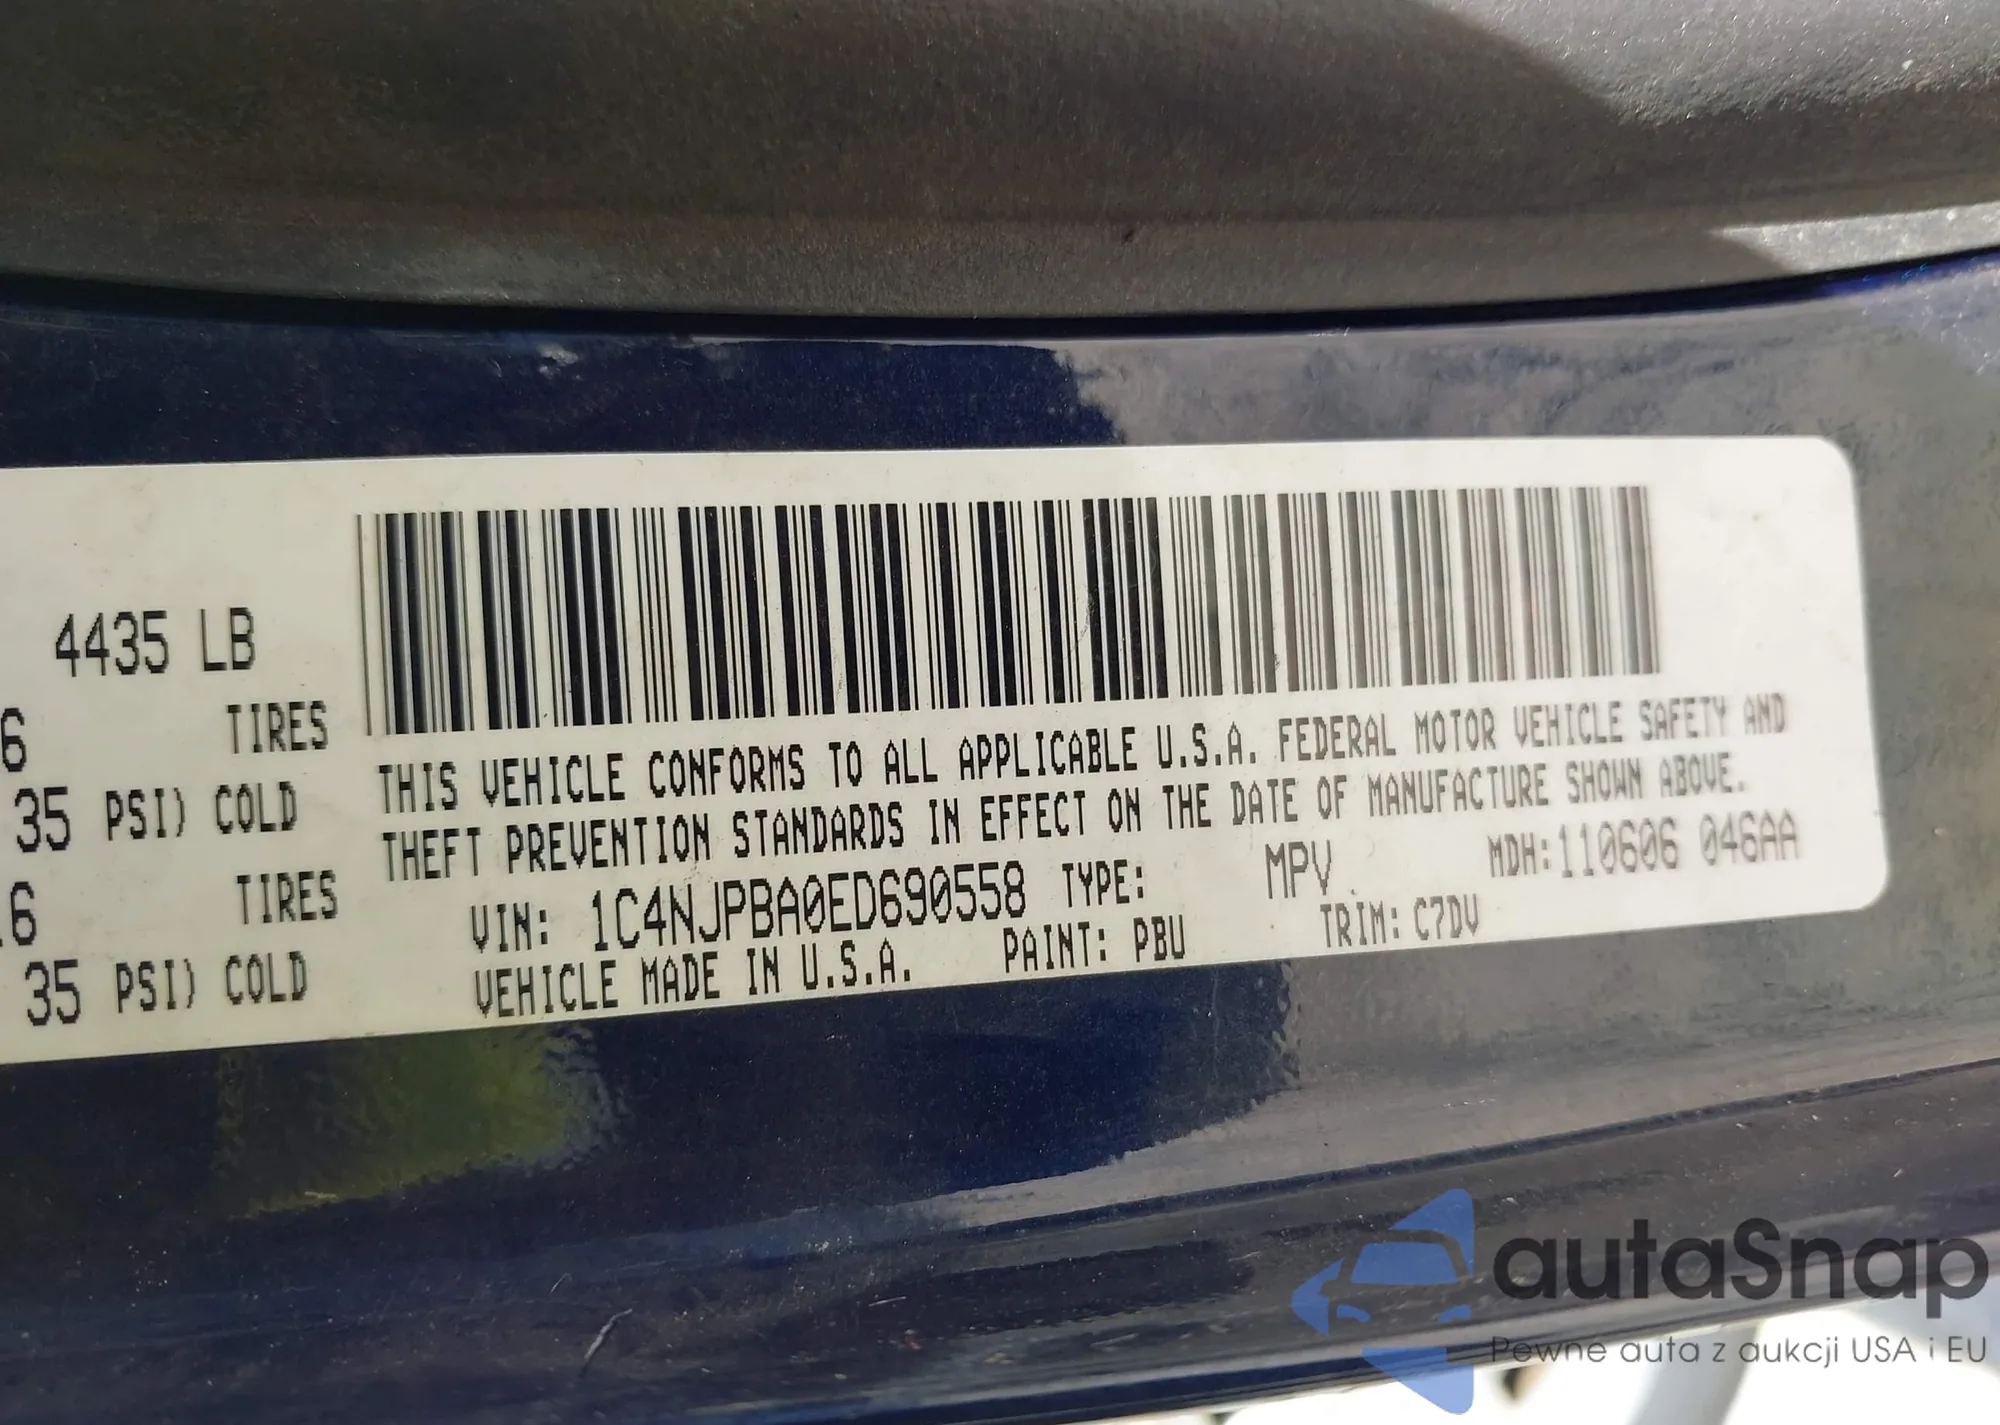 4435 LB
6 TIRES
35 PSI) COLD
16 TIRES
35 PSI) COLD
THIS VEHICLE CONFORMS TO ALL APPLICABLE U.S.A. FEDERAL MOTOR VEHICLE SAFETY AND
THEFT PREVENTION STANDARDS IN EFFECT ON THE DATE OF MANUFACTURE SHOWN ABOVE.
VIN: 1C4NJPBA0ED690558 TYPE: MPV MDH:110606 046AA
VEHICLE MADE IN U.S.A. PAINT: PBU TRIM: C7DV
autaSnap
Pewne auta z aukcji USA i EU